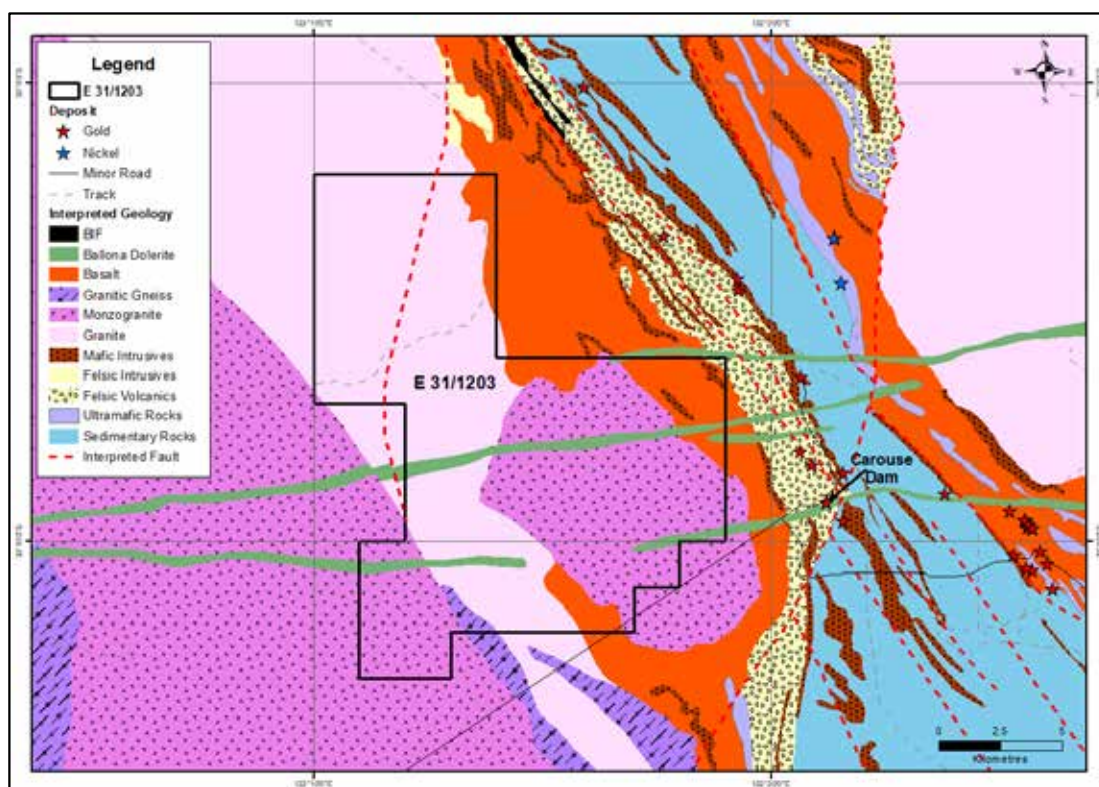 Legend
E 31/1203
Deposit
Gold
Nickel
Minor Road
Track
Interpreted Geology
BIF
Ballona Dolerite
Basalt
Granitic Gneiss
Monzogranite
Granite
Mafic Intrusives
Felsic Intrusives
Felsic Volcanics
Ultramafic Rocks
Sedimentary Rocks
Interpreted Fault
N
W
E
S
E 31/1203
Carouse
Dam
0 2.5 5
Kilometres